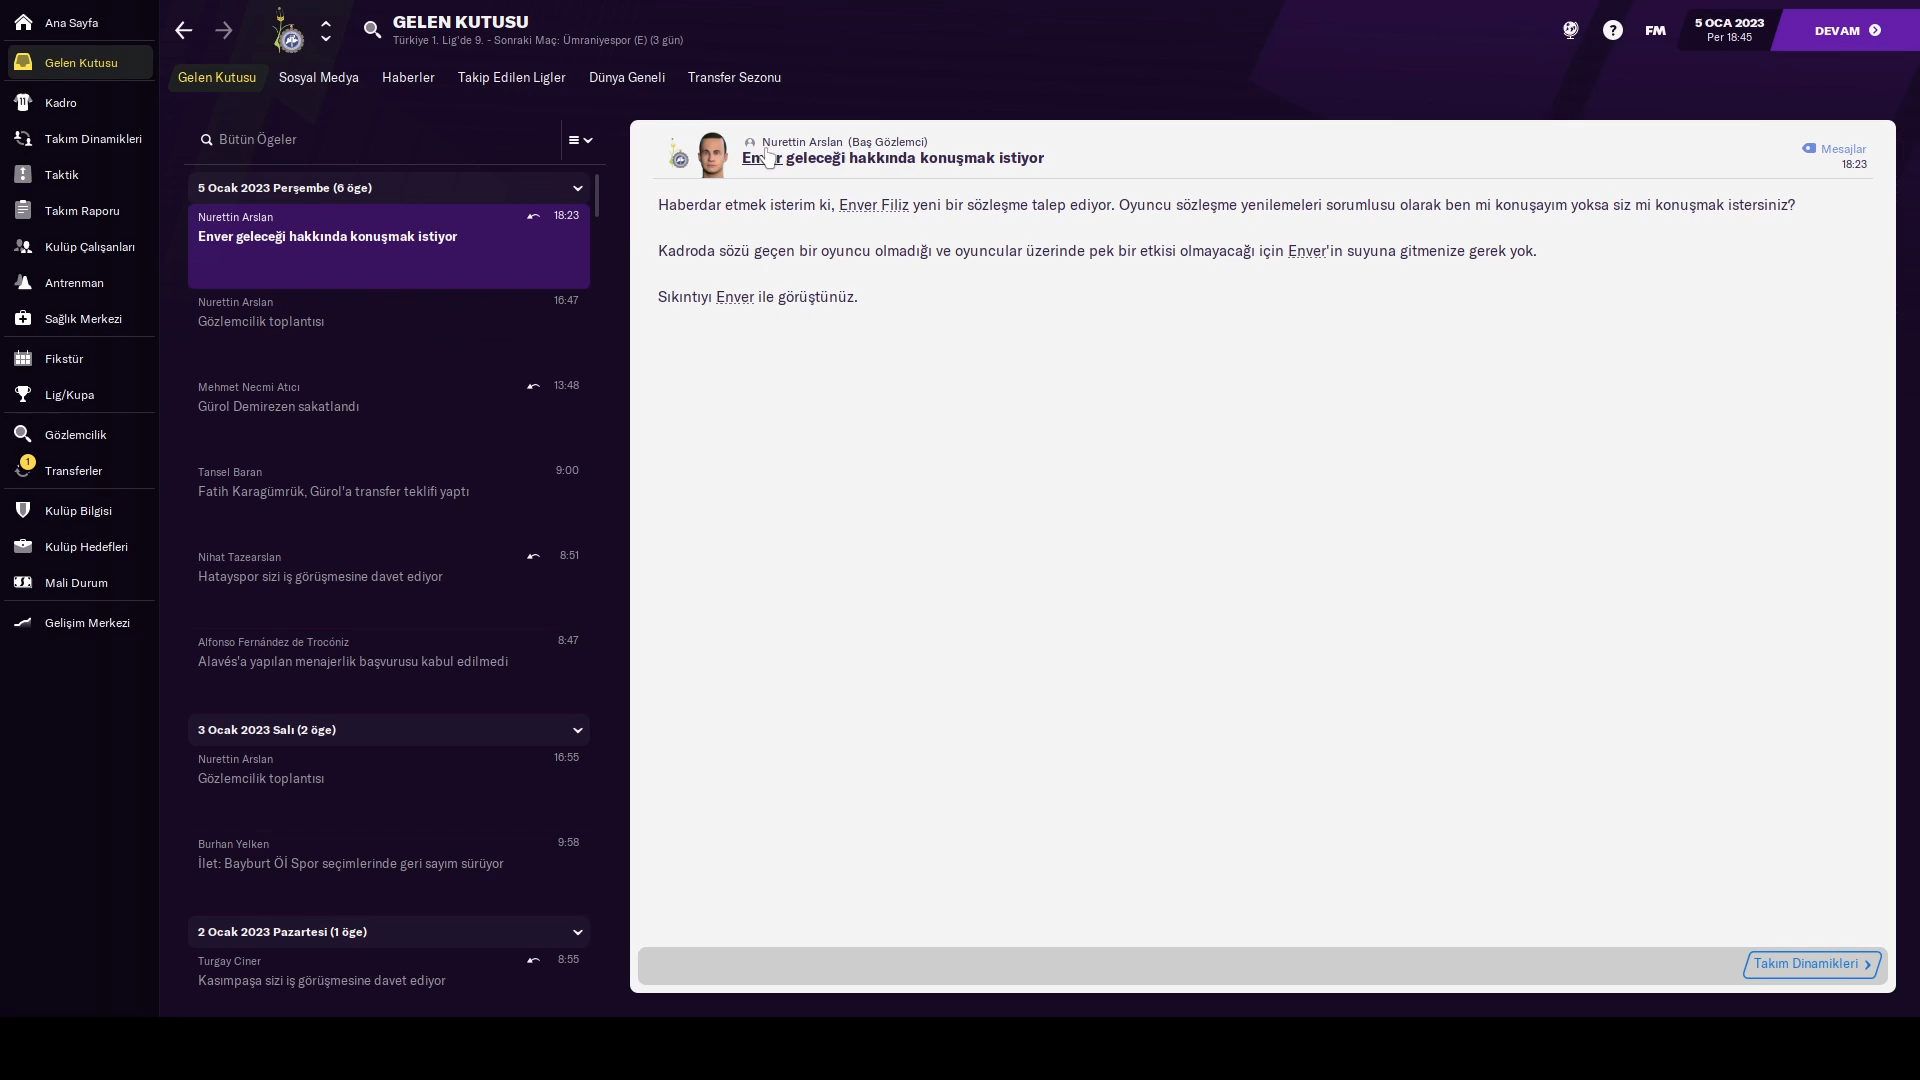 Ana Sayfa
Gelen Kutusu
Kadro
Takım Dinamikleri
Taktik
Takım Raporu
Kulüp Çalışanları
Antrenman
Sağlık Merkezi
Fikstür
Lig/Kupa
Gözlemcilik
1
Transferler
Kulüp Bilgisi
Kulüp Hedefleri
Mali Durum
Gelişim Merkezi
GELEN KUTUSU
Türkiye 1. Lig'de 9. - Sonraki Maç: Ümraniyespor (E) (3 gün)
FM
5 OCA 2023
Per 18:45
DEVAM
Gelen Kutusu Sosyal Medya Haberler Takip Edilen Ligler Dünya Geneli Transfer Sezonu
Bütün Ögeler
5 Ocak 2023 Perşembe (6 öge)
Nurettin Arslan 18:23
Enver geleceği hakkında konuşmak istiyor
Nurettin Arslan 16:47
Gözlemcilik toplantısı
Mehmet Necmi Atıcı 13:48
Gürol Demirezen sakatlandı
Tansel Baran 9:00
Fatih Karagümrük, Gürol'a transfer teklifi yaptı
Nihat Tazearslan 8:51
Hatayspor sizi iş görüşmesine davet ediyor
Alfonso Fernández de Trocóniz 8:47
Alavés'a yapılan menajerlik başvurusu kabul edilmedi
3 Ocak 2023 Salı (2 öge)
Nurettin Arslan 16:55
Gözlemcilik toplantısı
Burhan Yelken 9:58
İlet: Bayburt Öİ Spor seçimlerinde geri sayım sürüyor
2 Ocak 2023 Pazartesi (1 öge)
Turgay Ciner 8:55
Kasımpaşa sizi iş görüşmesine davet ediyor
Nurettin Arslan (Baş Gözlemci)
Enver geleceği hakkında konuşmak istiyor
Mesajlar
18:23
Haberdar etmek isterim ki, Enver Filiz yeni bir sözleşme talep ediyor. Oyuncu sözleşme yenilemeleri sorumlusu olarak ben mi konuşayım yoksa siz mi konuşmak istersiniz?
Kadroda sözü geçen bir oyuncu olmadığı ve oyuncular üzerinde pek bir etkisi olmayacağı için Enver'in suyuna gitmenize gerek yok.
Sıkıntıyı Enver ile görüştünüz.
Takım Dinamikleri